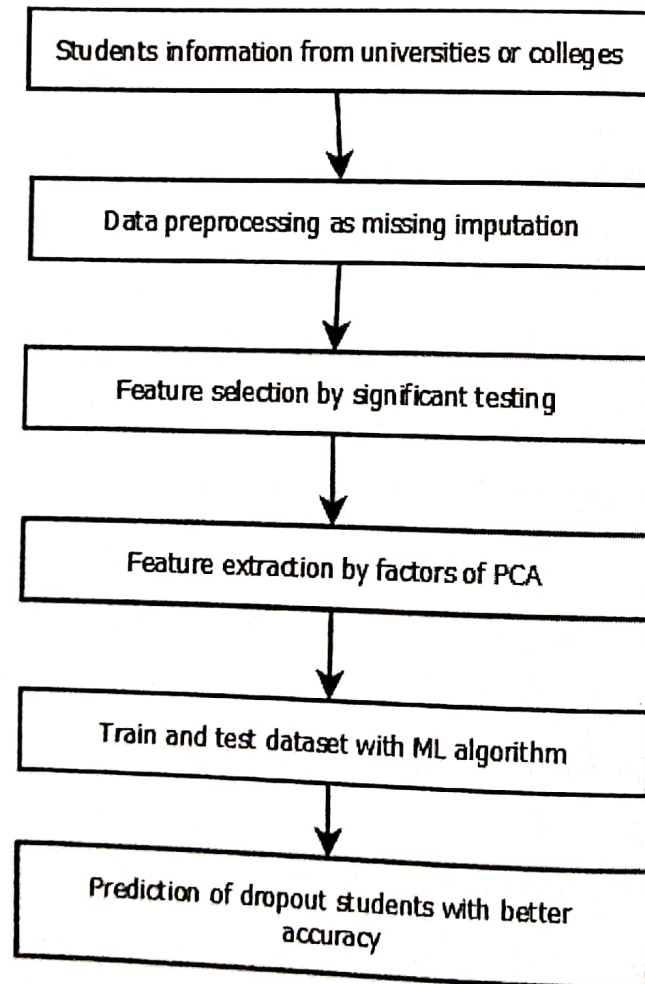 Students information from universities or colleges
Data preprocessing as missing imputation
Feature selection by significant testing
Feature extraction by factors of PCA
Train and test dataset with ML algorithm
Prediction of dropout students with better
accuracy